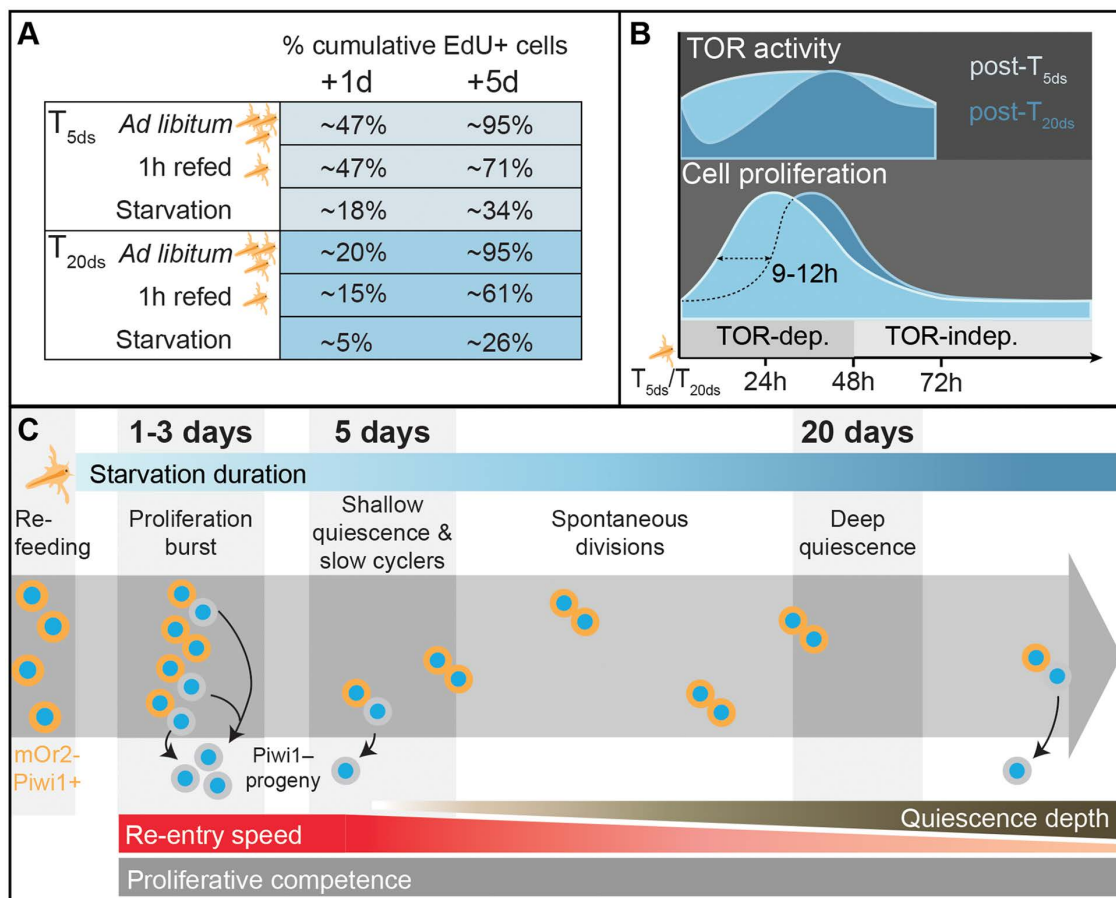 A
% cumulative EdU+ cells
+1d +5d
T5ds Ad libitum ~47% ~95%
1h refed ~47% ~71%
Starvation ~18% ~34%
T20ds Ad libitum ~20% ~95%
1h refed ~15% ~61%
Starvation ~5% ~26%
B
TOR activity
post-T5ds
post-T20ds
Cell proliferation
9-12h
TOR-dep. TOR-indep.
T5ds/T20ds 24h 48h 72h
C
1-3 days 5 days 20 days
Starvation duration
Re-
feeding
Proliferation
burst
Shallow
quiescence &
slow cyclers
Spontaneous
divisions
Deep
quiescence
mOr2-
Piwi1+
Piwi1–
progeny
Quiescence depth
Re-entry speed
Proliferative competence